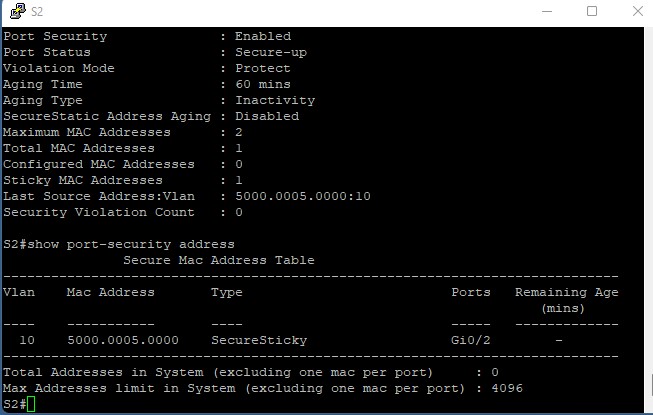 S2
Port Security              : Enabled
Port Status                : Secure-up
Violation Mode             : Protect
Aging Time                 : 60 mins
Aging Type                 : Inactivity
SecureStatic Address Aging : Disabled
Maximum MAC Addresses      : 2
Total MAC Addresses        : 1
Configured MAC Addresses   : 0
Sticky MAC Addresses       : 1
Last Source Address:Vlan   : 5000.0005.0000:10
Security Violation Count   : 0
S2#show port-security address
               Secure Mac Address Table
-----------------------------------------------------------------------------
Vlan    Mac Address       Type                          Ports   Remaining Age
                                                                   (mins)
----    -----------       ----                          -----   -------------
  10    5000.0005.0000    SecureSticky                  Gi0/2        -
-----------------------------------------------------------------------------
Total Addresses in System (excluding one mac per port)     : 0
Max Addresses limit in System (excluding one mac per port) : 4096
S2#